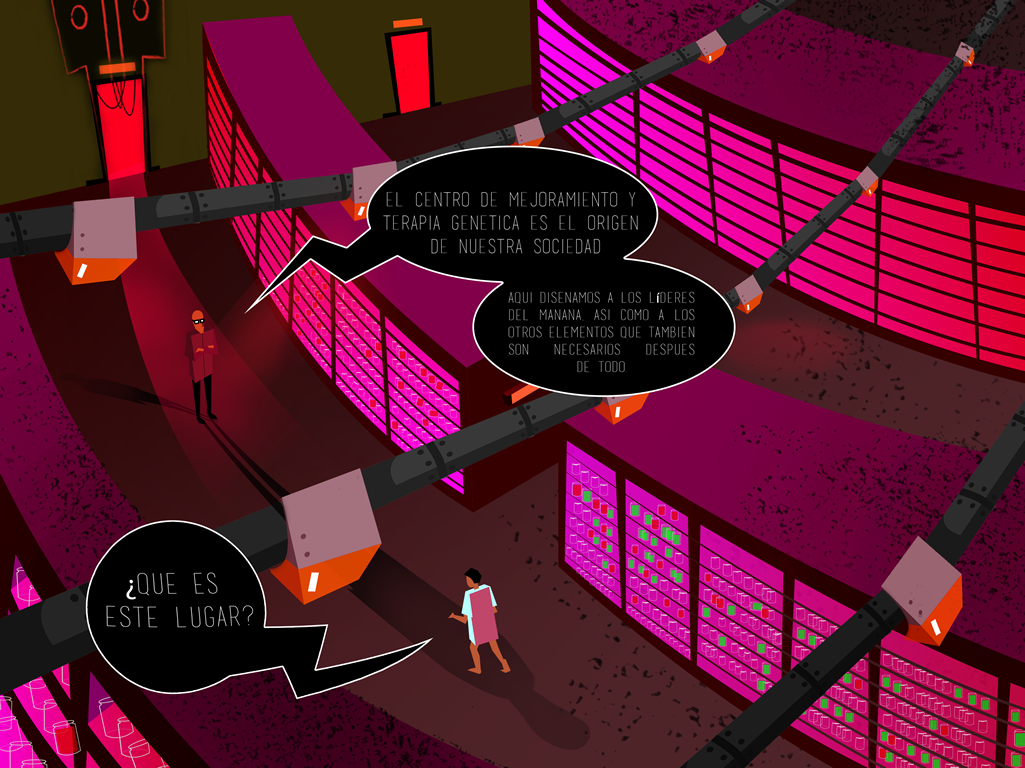 EL CENTRO DE MEJORAMIENTO Y
TERAPIA GENETICA ES EL ORIGEN
DE NUESTRA SOCIEDAD
AQUI DISENAMOS A LOS LÍDERES
DEL MANANA, ASI COMO A LOS
OTROS ELEMENTOS QUE TAMBIEN
SON NECESARIOS DESPUES
DE TODO
¿QUE ES
ESTE LUGAR?